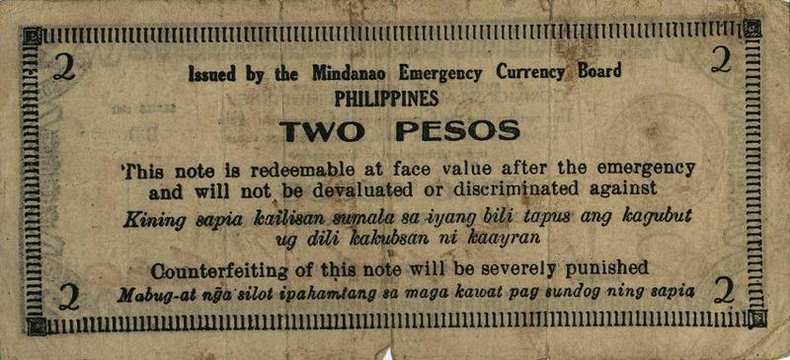 2 2
Issued by the Mindanao Emergency Currency Board
PHILIPPINES
TWO PESOS
This note is redeemable at face value after the emergency
and will not be devaluated or discriminated against
Kining sapia kailisan sumala sa iyang bili tapus ang kagubut
ug dili kakubsan ni kaayran
Counterfeiting of this note will be severely punished
Mabug-at nga silot ipahamtang sa maga kawat pag sundog ning sapia
2 2